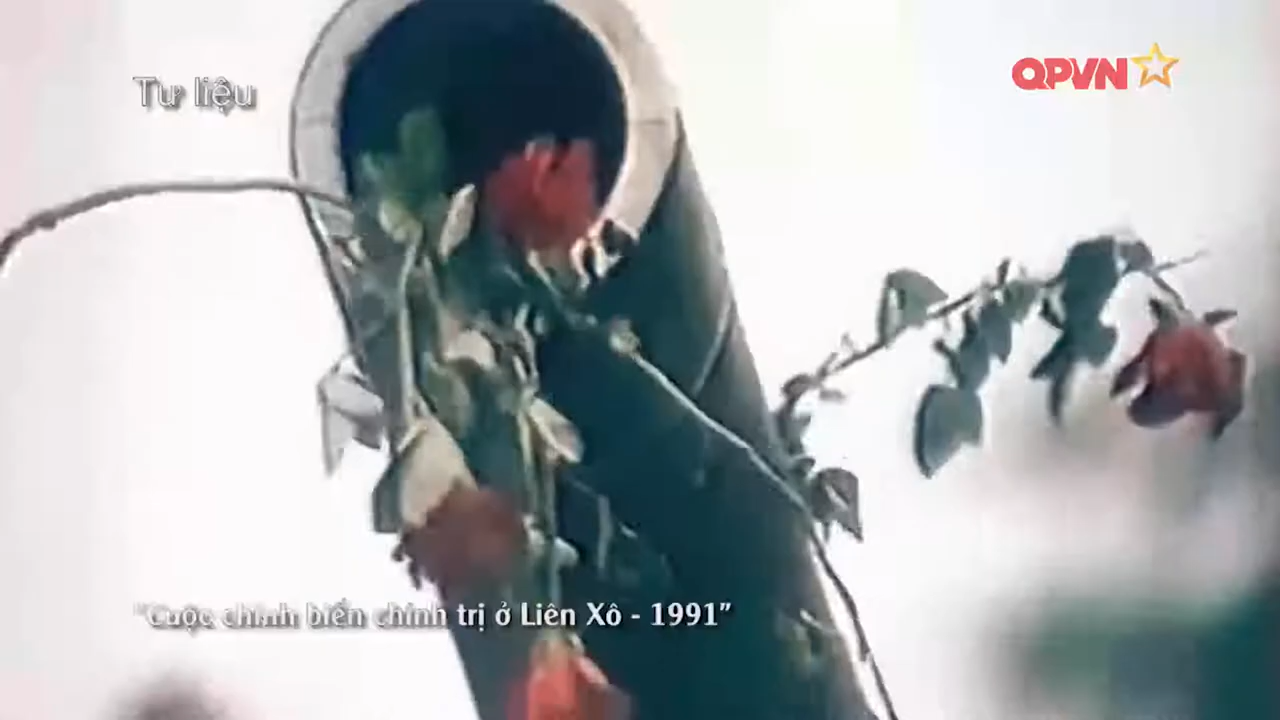 Tư liệu
QPVN
"Cuộc chính biến chính trị ở Liên Xô - 1991"